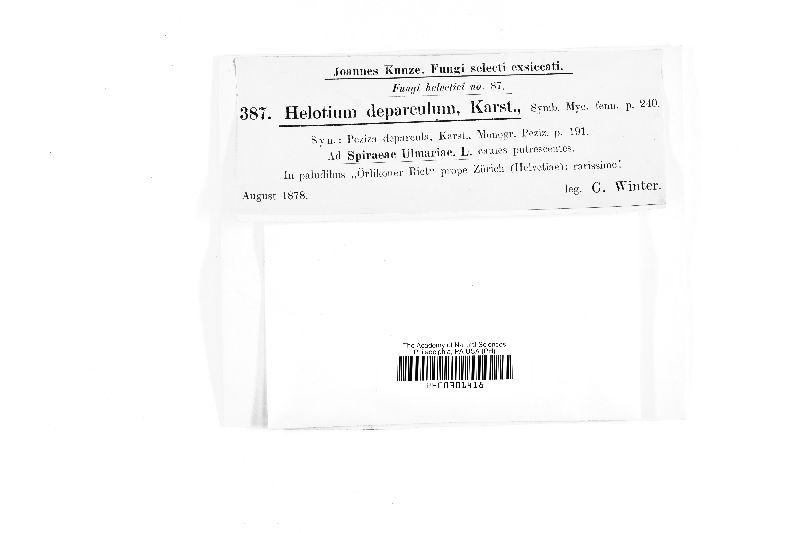 Joannes Kunze, Fungi selecti exsiccati.
Fungi helvetici no. 87.
387. Helotium deparculum, Karst., Symb. Myc. fenn. p. 240.
Syn.: Peziza deparcula, Karst., Monogr. Peziz. p. 191.
Ad Spiraeae Ulmariae, L. caules putrescentes.
In paludibus „Örlikoner Riet“ prope Zürich (Helvetiae); rarissime!
August 1878.
leg. G. Winter.
The Academy of Natural Sciences
Philadelphia, PA USA (PH)